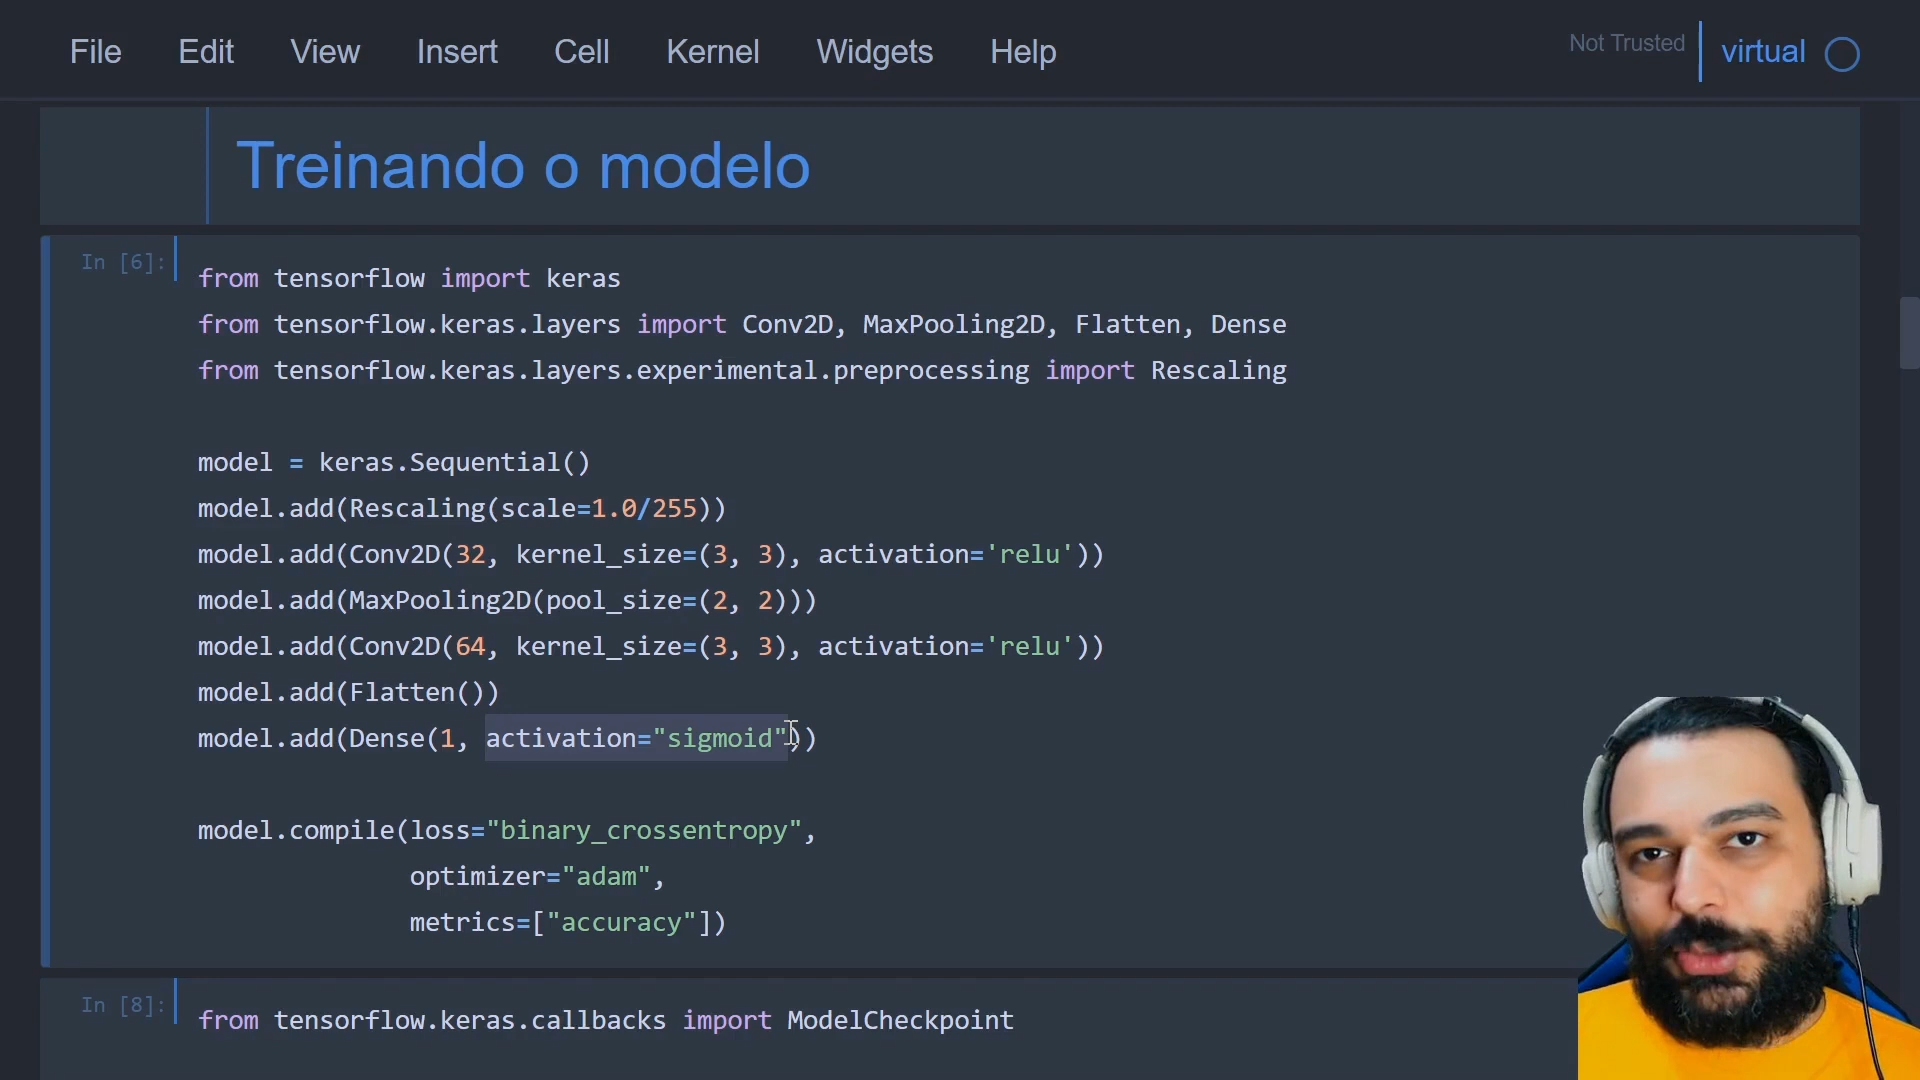 File Edit View Insert Cell Kernel Widgets Help Not Trusted virtual
Treinando o modelo
In [6]:
from tensorflow import keras
from tensorflow.keras.layers import Conv2D, MaxPooling2D, Flatten, Dense
from tensorflow.keras.layers.experimental.preprocessing import Rescaling
model = keras.Sequential()
model.add(Rescaling(scale=1.0/255))
model.add(Conv2D(32, kernel_size=(3, 3), activation='relu'))
model.add(MaxPooling2D(pool_size=(2, 2)))
model.add(Conv2D(64, kernel_size=(3, 3), activation='relu'))
model.add(Flatten())
model.add(Dense(1, activation="sigmoid"))
model.compile(loss="binary_crossentropy",
optimizer="adam",
metrics=["accuracy"])
In [8]:
from tensorflow.keras.callbacks import ModelCheckpoint